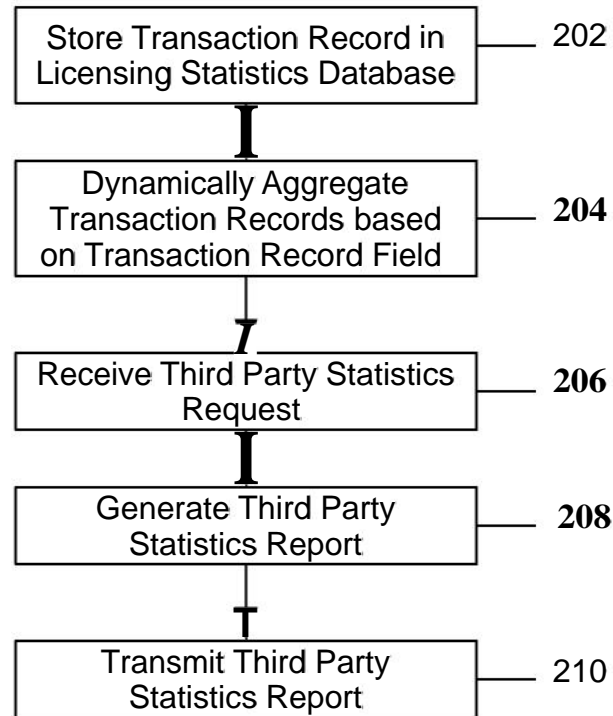 Store Transaction Record in
Licensing Statistics Database
202
Dynamically Aggregate
Transaction Records based
on Transaction Record Field
204
Receive Third Party Statistics
Request
206
Generate Third Party
Statistics Report
208
Transmit Third Party
Statistics Report
210